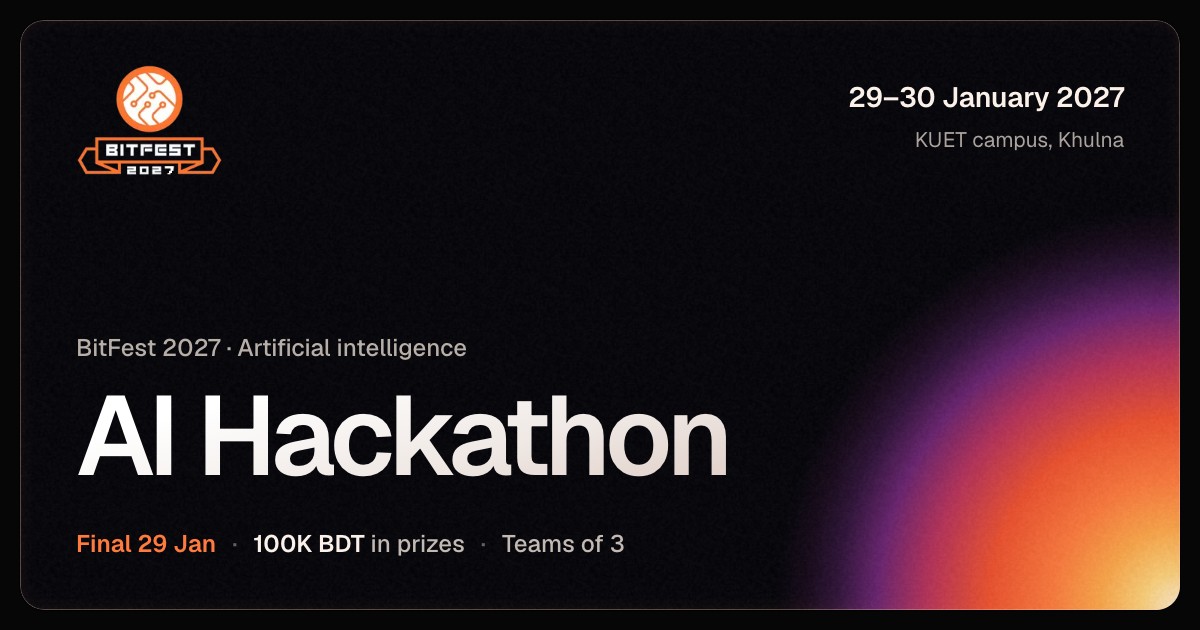 BITFEST
2027
29–30 January 2027
KUET campus, Khulna
BitFest 2027 · Artificial intelligence
AI Hackathon
Final 29 Jan · 100K BDT in prizes · Teams of 3